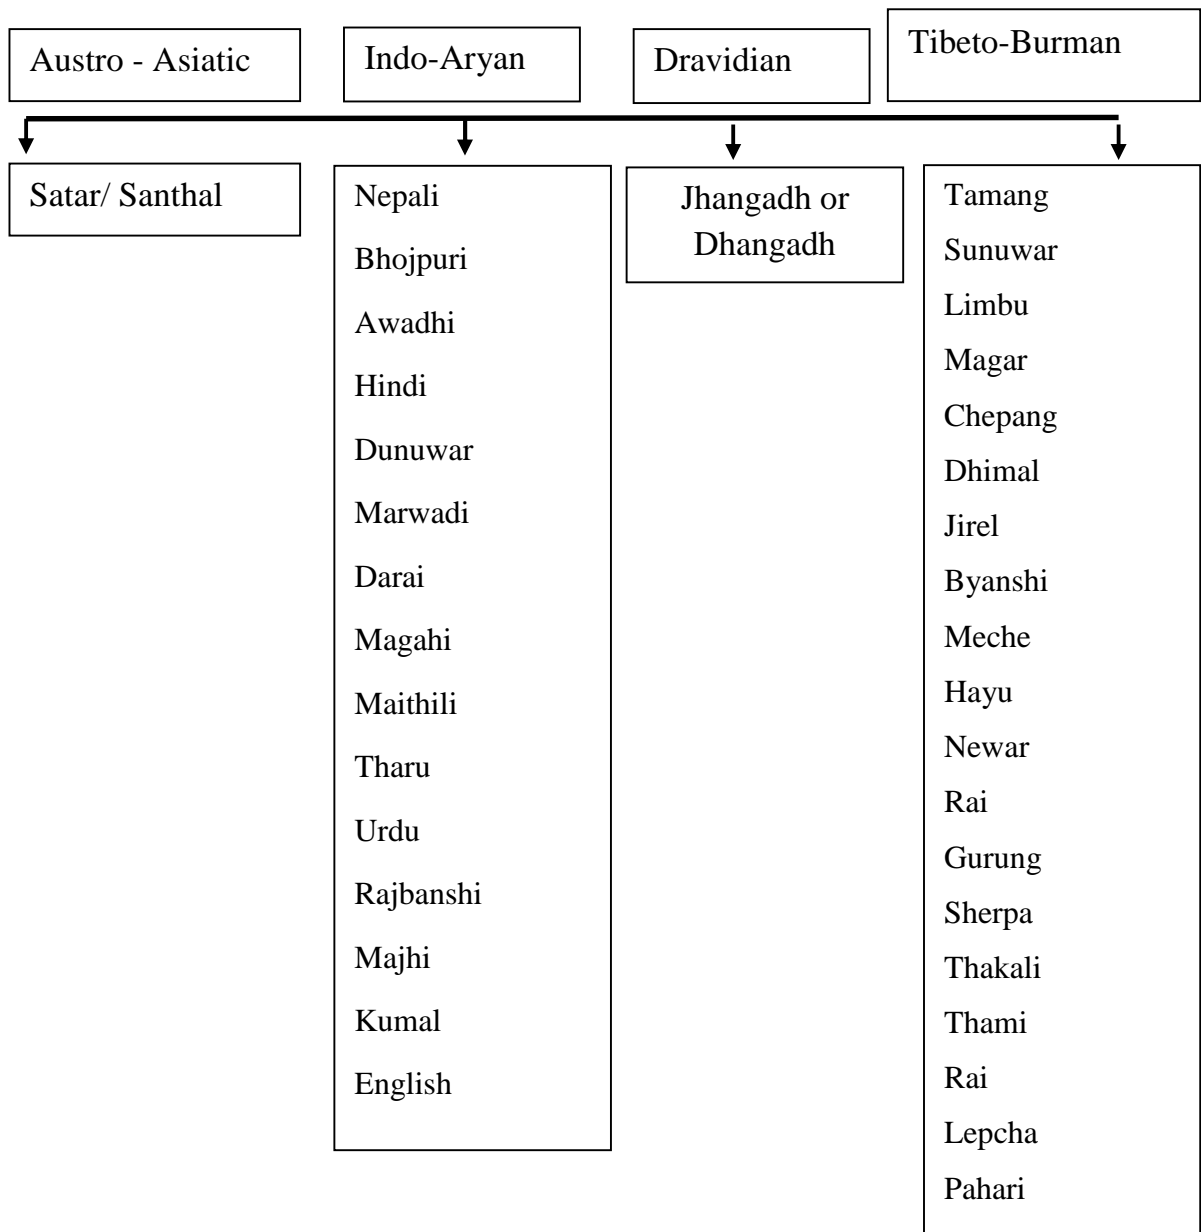 Austro - Asiatic
Indo-Aryan
Dravidian
Tibeto-Burman
Satar/ Santhal
Nepali
Bhojpuri
Awadhi
Hindi
Dunuwar
Marwadi
Darai
Magahi
Maithili
Tharu
Urdu
Rajbanshi
Majhi
Kumal
English
Jhangadh or
Dhangadh
Tamang
Sunuwar
Limbu
Magar
Chepang
Dhimal
Jirel
Byanshi
Meche
Hayu
Newar
Rai
Gurung
Sherpa
Thakali
Thami
Rai
Lepcha
Pahari